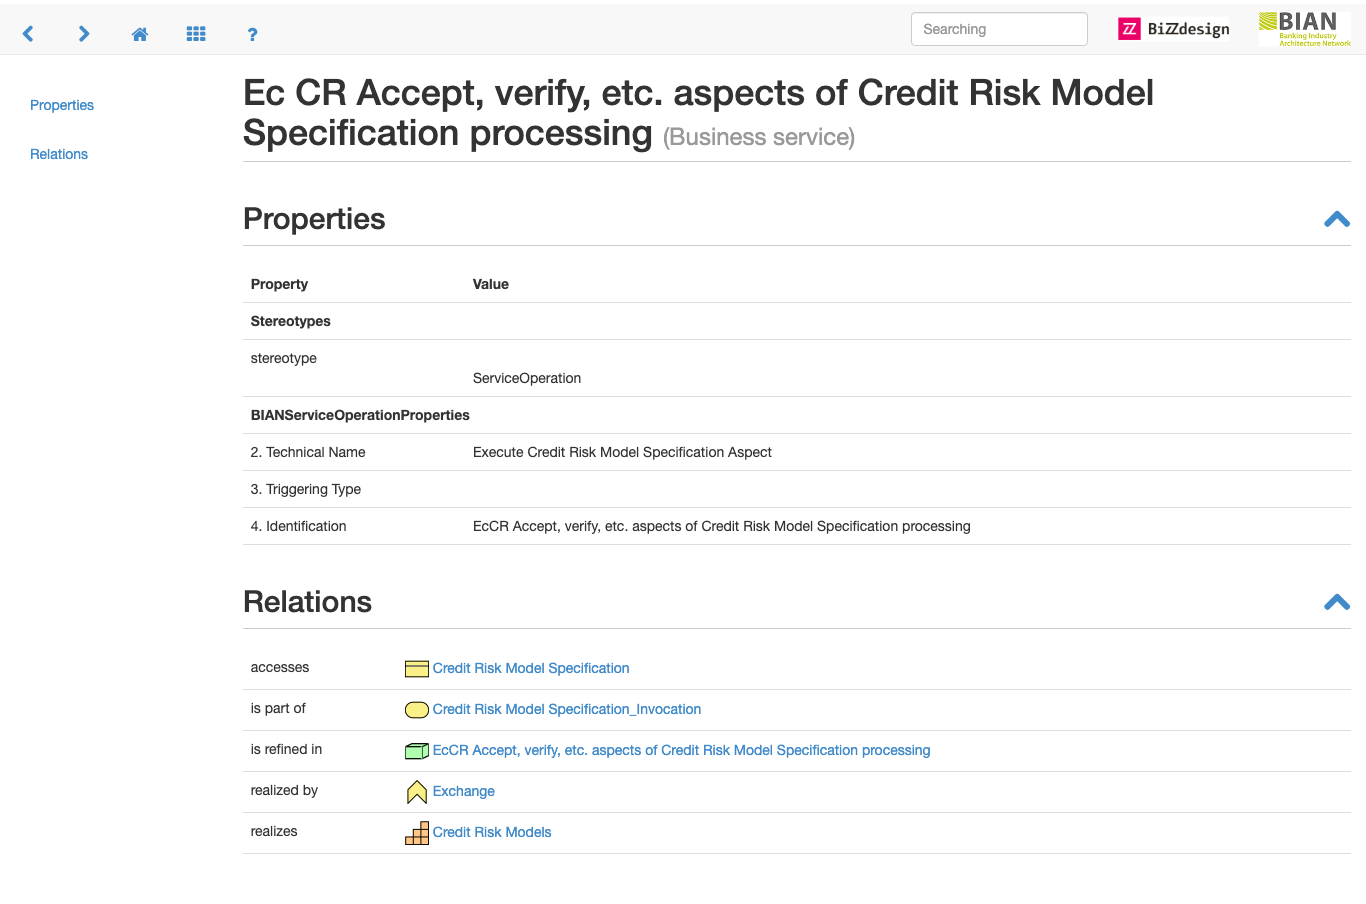 Searching
BiZZdesign
BIAN
Banking Industry
Architecture Network
Properties
Relations
Ec CR Accept, verify, etc. aspects of Credit Risk Model
Specification processing (Business service)
Properties
Property Value
Stereotypes
stereotype
ServiceOperation
BIANServiceOperationProperties
2. Technical Name Execute Credit Risk Model Specification Aspect
3. Triggering Type
4. Identification EcCR Accept, verify, etc. aspects of Credit Risk Model Specification processing
Relations
accesses Credit Risk Model Specification
is part of Credit Risk Model Specification_Invocation
is refined in EcCR Accept, verify, etc. aspects of Credit Risk Model Specification processing
realized by Exchange
realizes Credit Risk Models